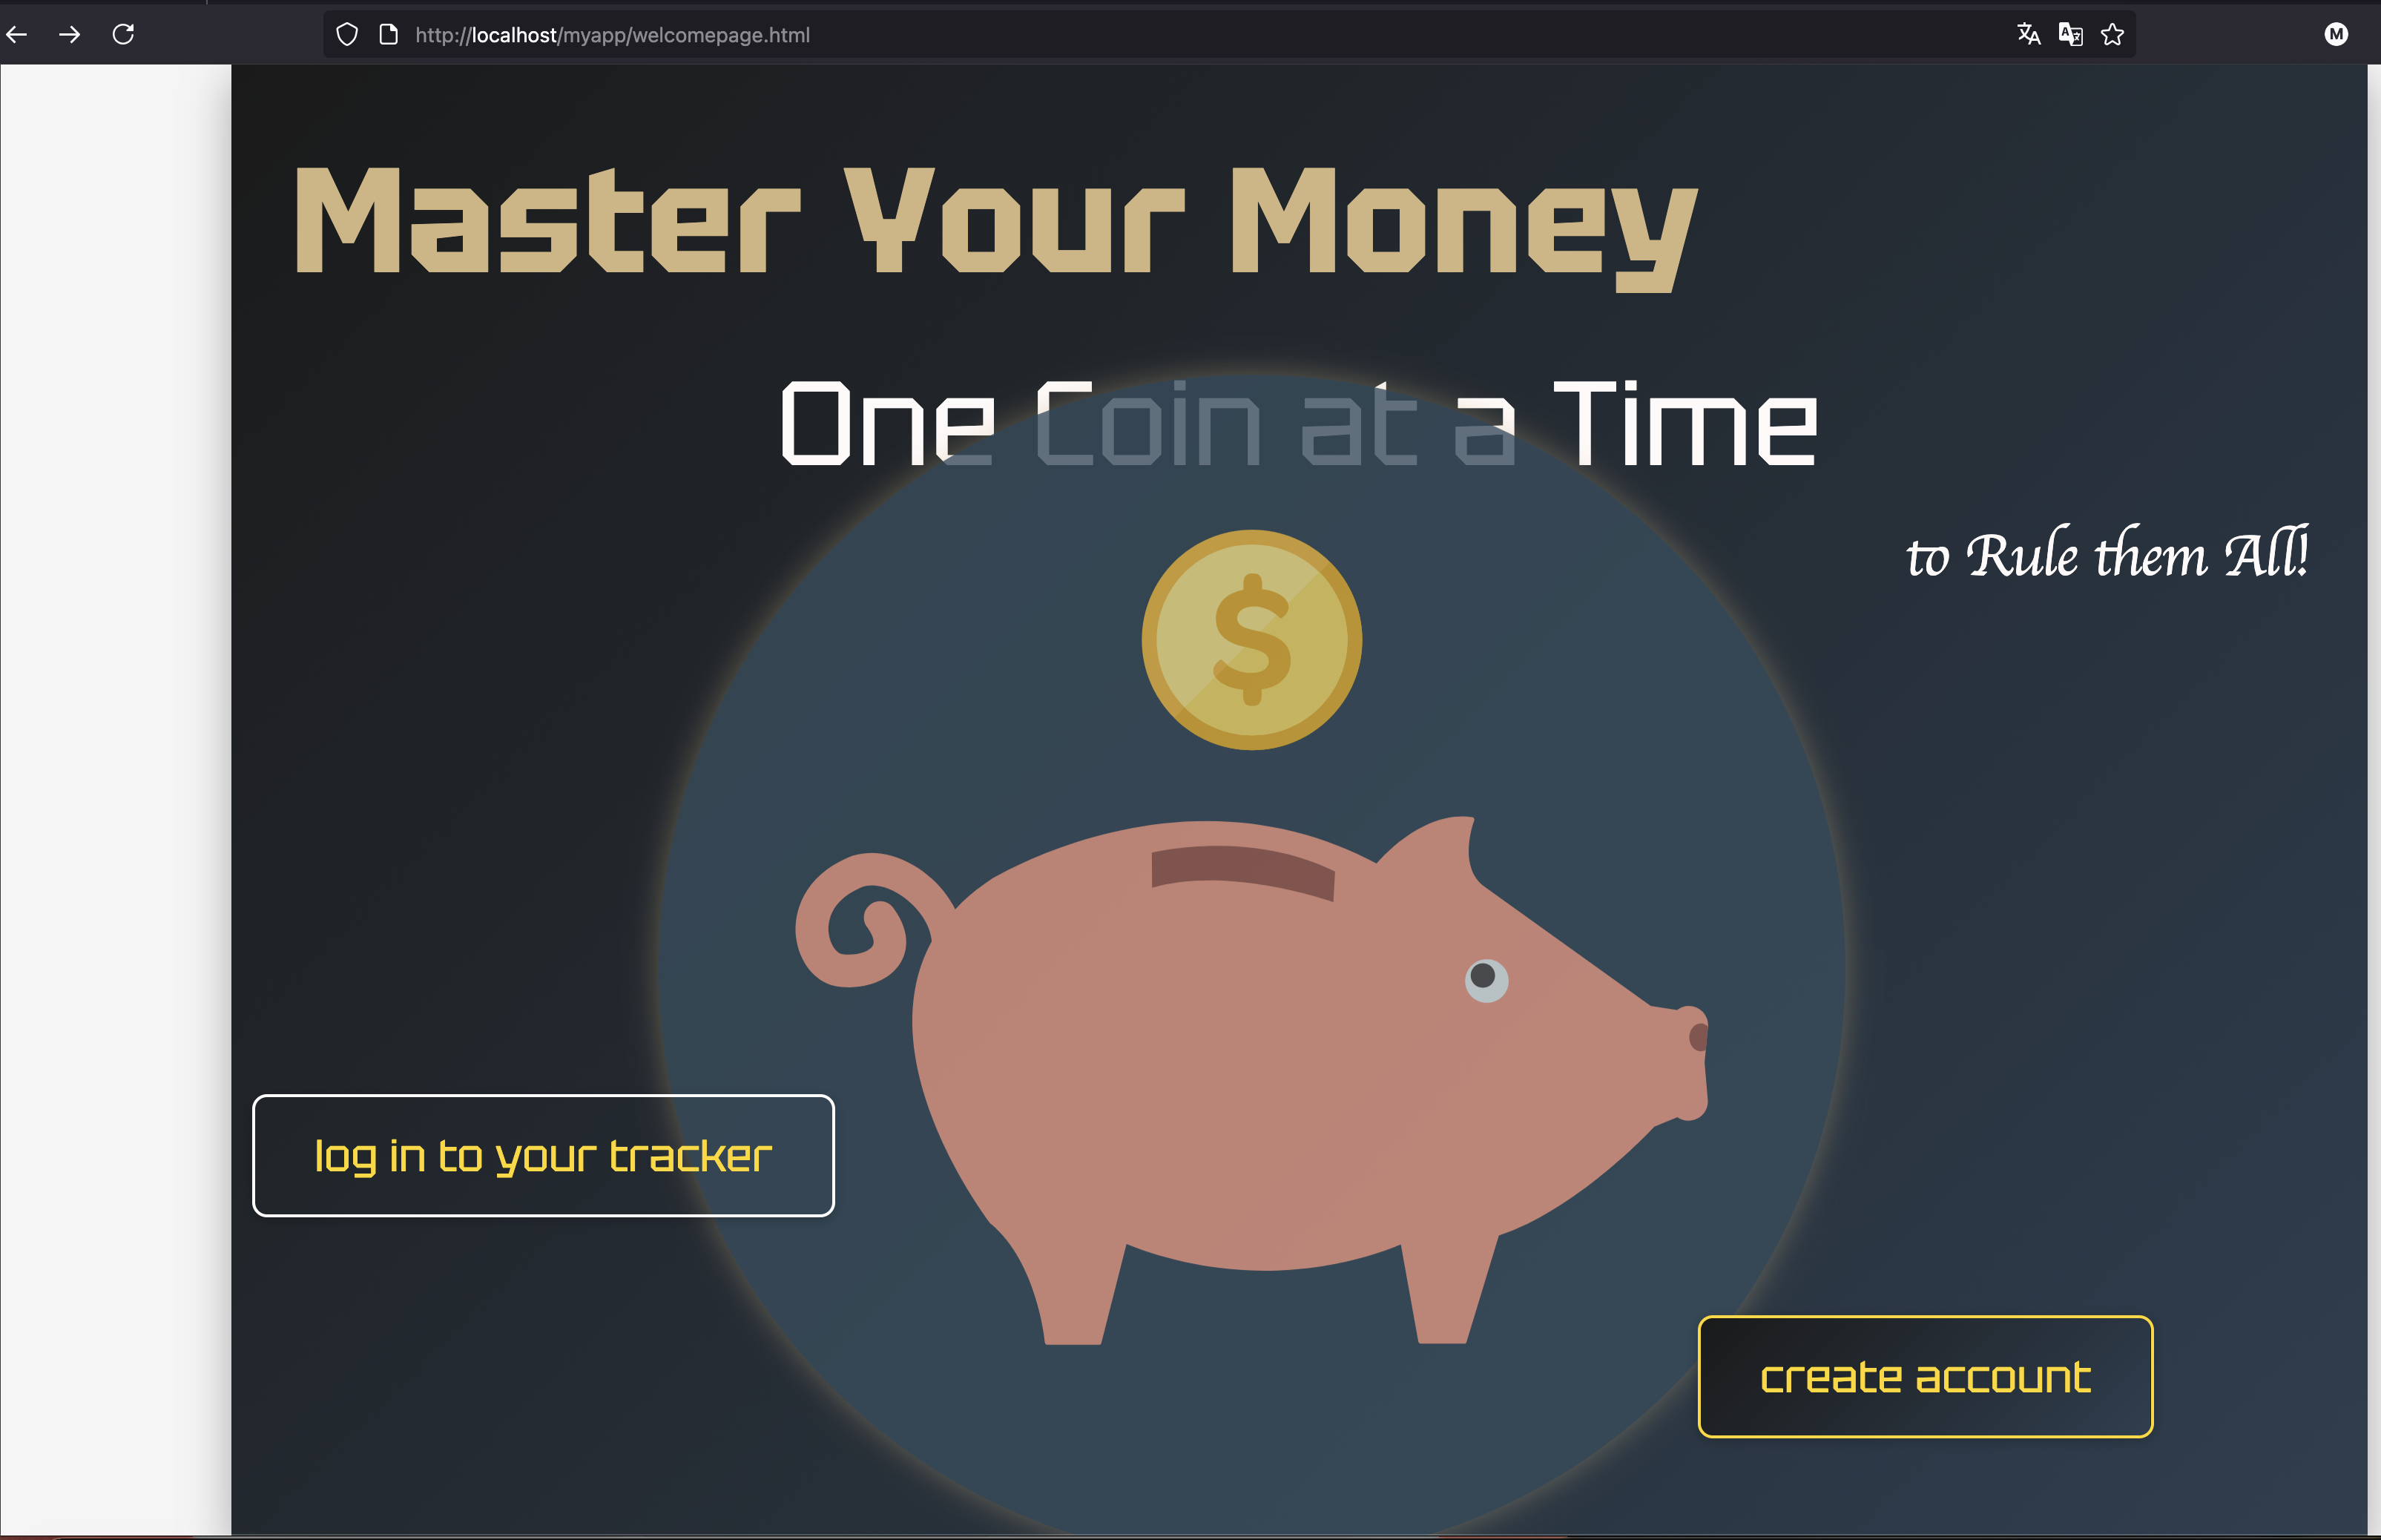 http://localhost/myapp/welcomepage.html
M
Master Your Money
One Coin at a Time
$
to Rule them All!
log in to your tracker
create account